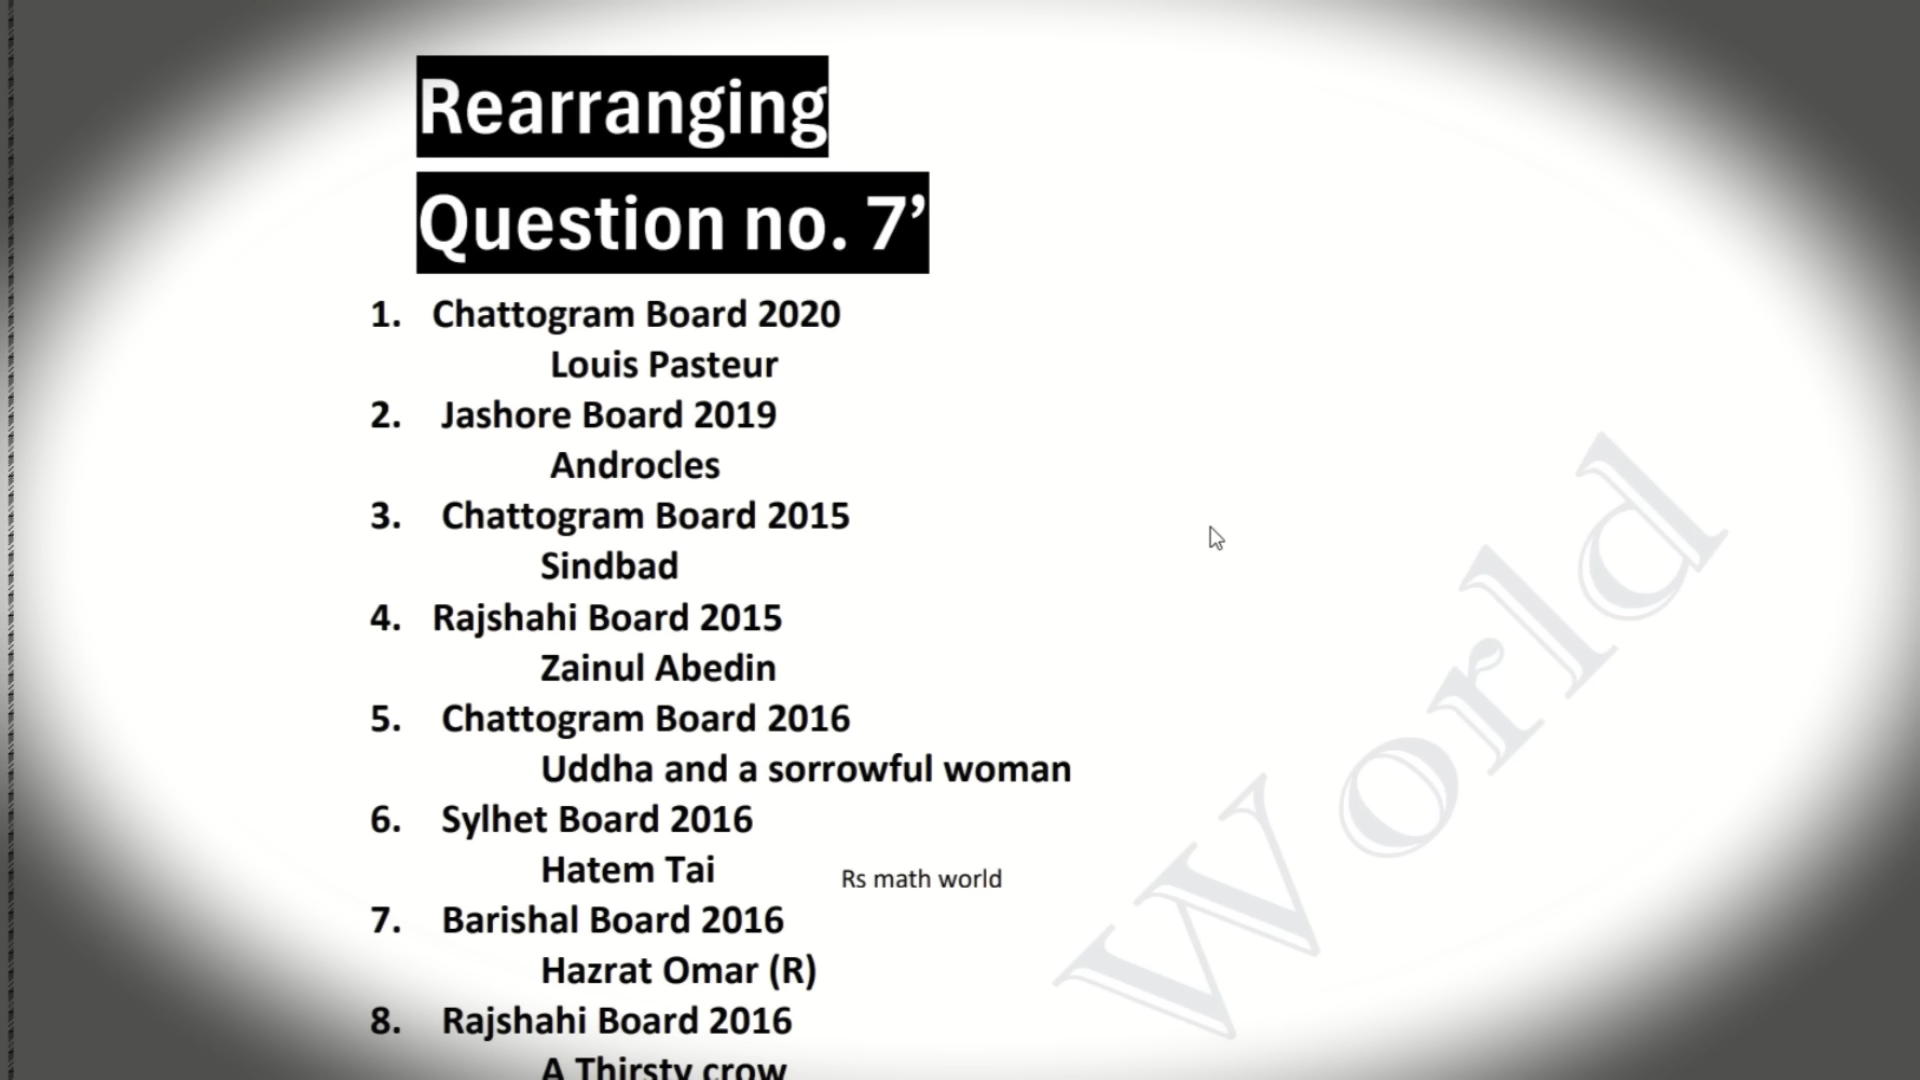 Rearranging
Question no. 7’
1. Chattogram Board 2020
Louis Pasteur
2. Jashore Board 2019
Androcles
3. Chattogram Board 2015
Sindbad
4. Rajshahi Board 2015
Zainul Abedin
5. Chattogram Board 2016
Uddha and a sorrowful woman
6. Sylhet Board 2016
Hatem Tai
Rs math world
7. Barishal Board 2016
Hazrat Omar (R)
8. Rajshahi Board 2016
A Thirsty crow
World